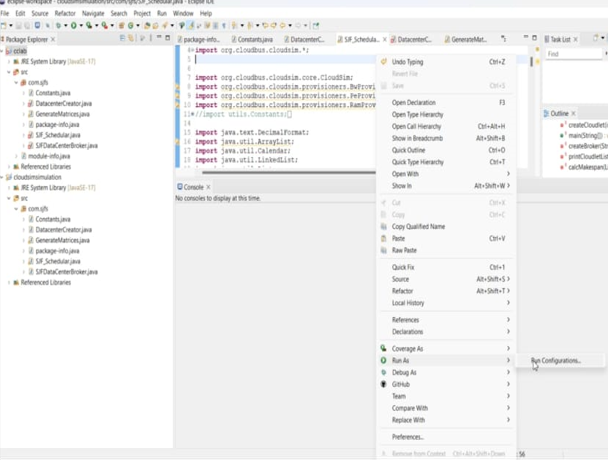 eclipse-workspace - cloudsimsimulation/src/com/sjfs/SJF_Schedular.java - Eclipse IDE
File Edit Source Refactor Navigate Search Project Run Window Help
Package Explorer
package-info...
Constants.java
DatacenterC...
SJF_Schedula...
DatacenterC...
GenerateMat...
Task List
Find
cclab
JRE System Library [JavaSE-17]
src
com.sjfs
Constants.java
DatacenterCreator.java
GenerateMatrices.java
package-info.java
SJF_Schedular.java
SJFDataCenterBroker.java
module-info.java
Referenced Libraries
cloudsimsimulation
JRE System Library [JavaSE-17]
src
com.sjfs
Constants.java
DatacenterCreator.java
GenerateMatrices.java
package-info.java
SJF_Schedular.java
SJFDataCenterBroker.java
Referenced Libraries
4 import org.cloudbus.cloudsim.*;
5
7 import org.cloudbus.cloudsim.core.CloudSim;
8 import org.cloudbus.cloudsim.provisioners.BwProvi
9 import org.cloudbus.cloudsim.provisioners.PeProvi
10 import org.cloudbus.cloudsim.provisioners.RamProv
11 //import utils.Constants;
14
15 import java.text.DecimalFormat;
16 import java.util.ArrayList;
17 import java.util.Calendar;
18 import java.util.LinkedList;
Console
No consoles to display at this time.
Undo Typing Ctrl+Z
Revert File
Save Ctrl+S
Open Declaration F3
Open Type Hierarchy
Open Call Hierarchy Ctrl+Alt+H
Show in Breadcrumb Alt+Shift+B
Quick Outline Ctrl+O
Quick Type Hierarchy Ctrl+T
Open With
Show In Alt+Shift+W
Cut Ctrl+X
Copy Ctrl+C
Copy Qualified Name
Paste Ctrl+V
Raw Paste
Quick Fix Ctrl+1
Source Alt+Shift+S
Refactor Alt+Shift+T
Local History
References
Declarations
Coverage As
Run As
Debug As
GitHub
Team
Compare With
Replace With
Preferences...
Remove from Context Ctrl+Alt+Shift+Down
Run Configurations...
Outline
createCloudlet(i
main(String[]) :
createBroker(Str
printCloudletList
calcMakespan(L
: 56